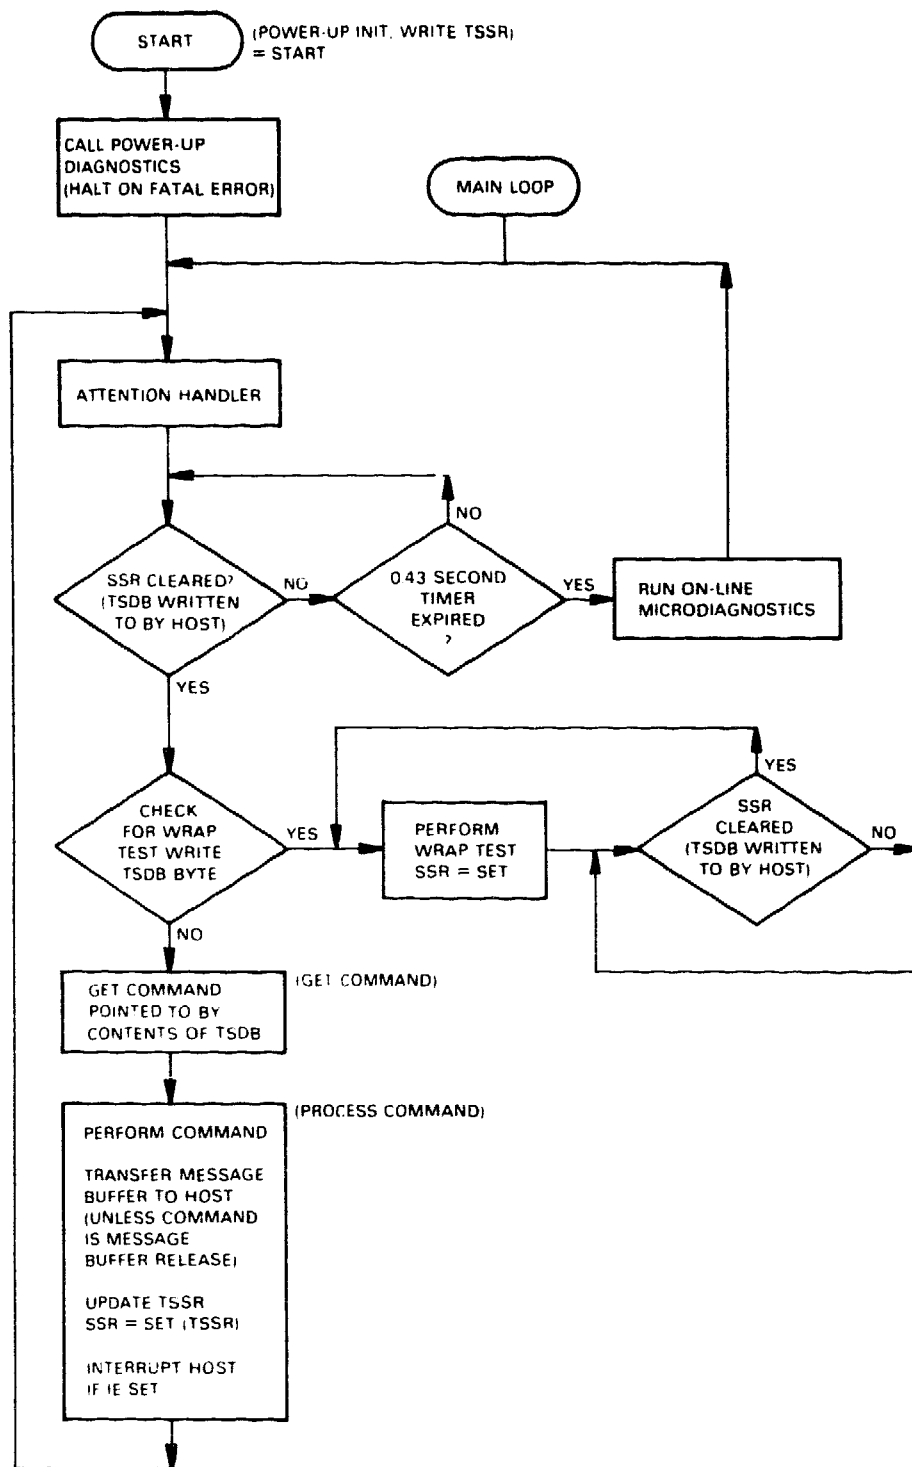 START
(POWER-UP INIT, WRITE TSSR)
= START
CALL POWER-UP
DIAGNOSTICS
(HALT ON FATAL ERROR)
MAIN LOOP
ATTENTION HANDLER
NO
SSR CLEARED?
(TSDB WRITTEN
TO BY HOST)
NO
0.43 SECOND
TIMER
EXPIRED
?
YES
RUN ON-LINE
MICRODIAGNOSTICS
YES
CHECK
FOR WRAP
TEST WRITE
TSDB BYTE
YES
PERFORM
WRAP TEST
SSR = SET
YES
SSR
CLEARED
(TSDB WRITTEN
TO BY HOST)
NO
NO
GET COMMAND
POINTED TO BY
CONTENTS OF TSDB
(GET COMMAND)
(PROCESS COMMAND)
PERFORM COMMAND
TRANSFER MESSAGE
BUFFER TO HOST
(UNLESS COMMAND
IS MESSAGE
BUFFER RELEASE)
UPDATE TSSR
SSR = SET (TSSR)
INTERRUPT HOST
IF IE SET